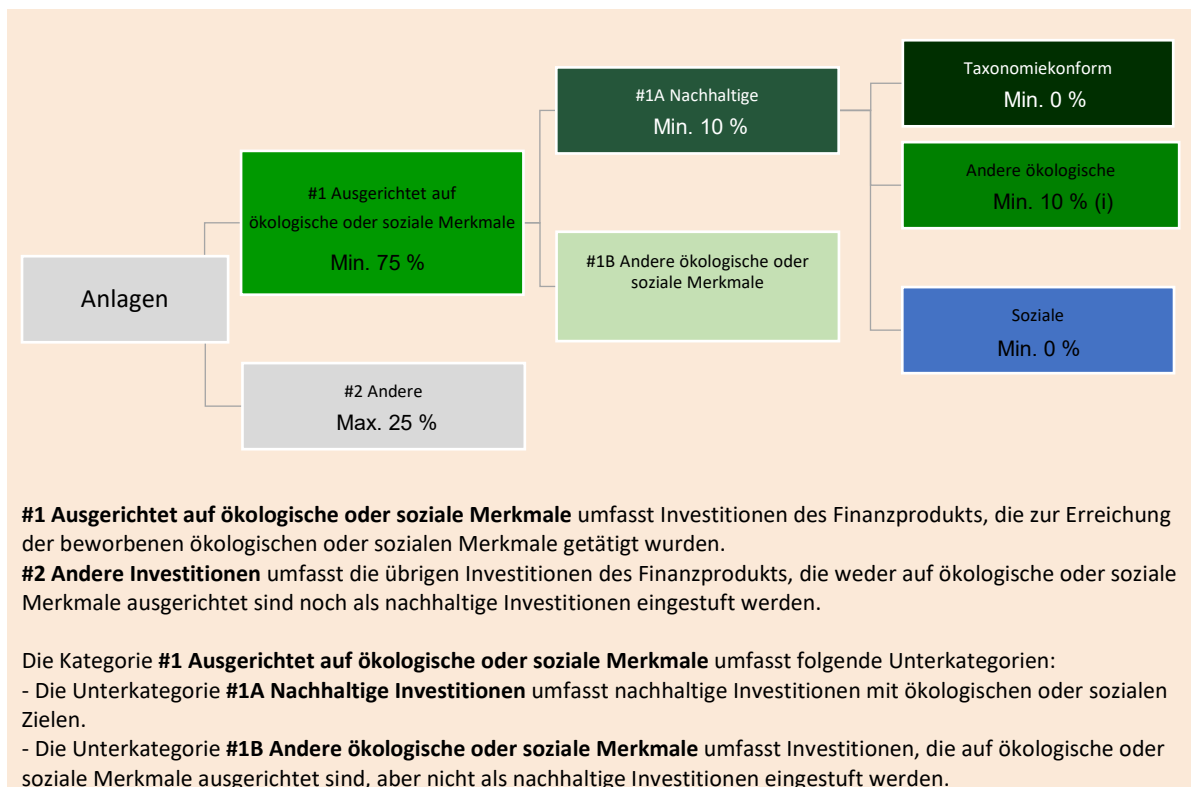 Anlagen
#1 Ausgerichtet auf
ökologische oder soziale Merkmale
Min. 75 %
#2 Andere
Max. 25 %
#1A Nachhaltige
Min. 10 %
#1B Andere ökologische oder
soziale Merkmale
Taxonomiekonform
Min. 0 %
Andere ökologische
Min. 10 % (i)
Soziale
Min. 0 %
#1 Ausgerichtet auf ökologische oder soziale Merkmale umfasst Investitionen des Finanzprodukts, die zur Erreichung
der beworbenen ökologischen oder sozialen Merkmale getätigt wurden.
#2 Andere Investitionen umfasst die übrigen Investitionen des Finanzprodukts, die weder auf ökologische oder soziale
Merkmale ausgerichtet sind noch als nachhaltige Investitionen eingestuft werden.
Die Kategorie #1 Ausgerichtet auf ökologische oder soziale Merkmale umfasst folgende Unterkategorien:
- Die Unterkategorie #1A Nachhaltige Investitionen umfasst nachhaltige Investitionen mit ökologischen oder sozialen
Zielen.
- Die Unterkategorie #1B Andere ökologische oder soziale Merkmale umfasst Investitionen, die auf ökologische oder
soziale Merkmale ausgerichtet sind, aber nicht als nachhaltige Investitionen eingestuft werden.